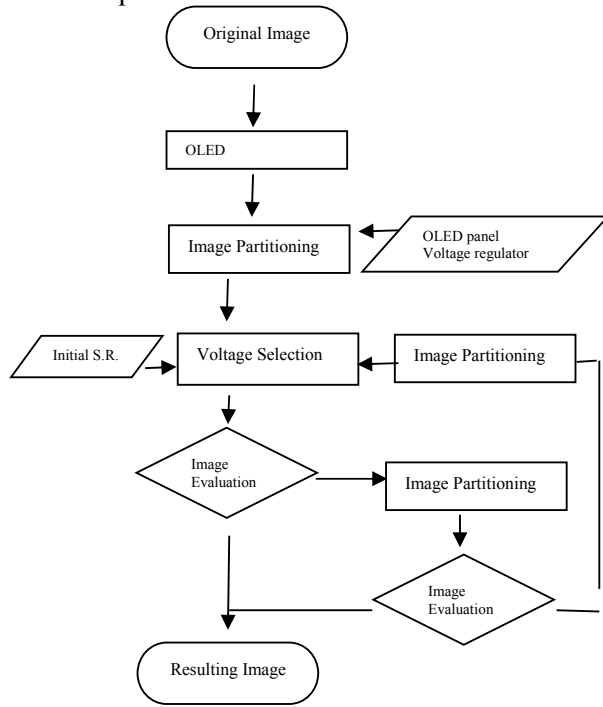 Original Image
OLED
Image Partitioning
OLED panel
Voltage regulator
Initial S.R.
Voltage Selection
Image Partitioning
Image
Evaluation
Image Partitioning
Image
Evaluation
Resulting Image